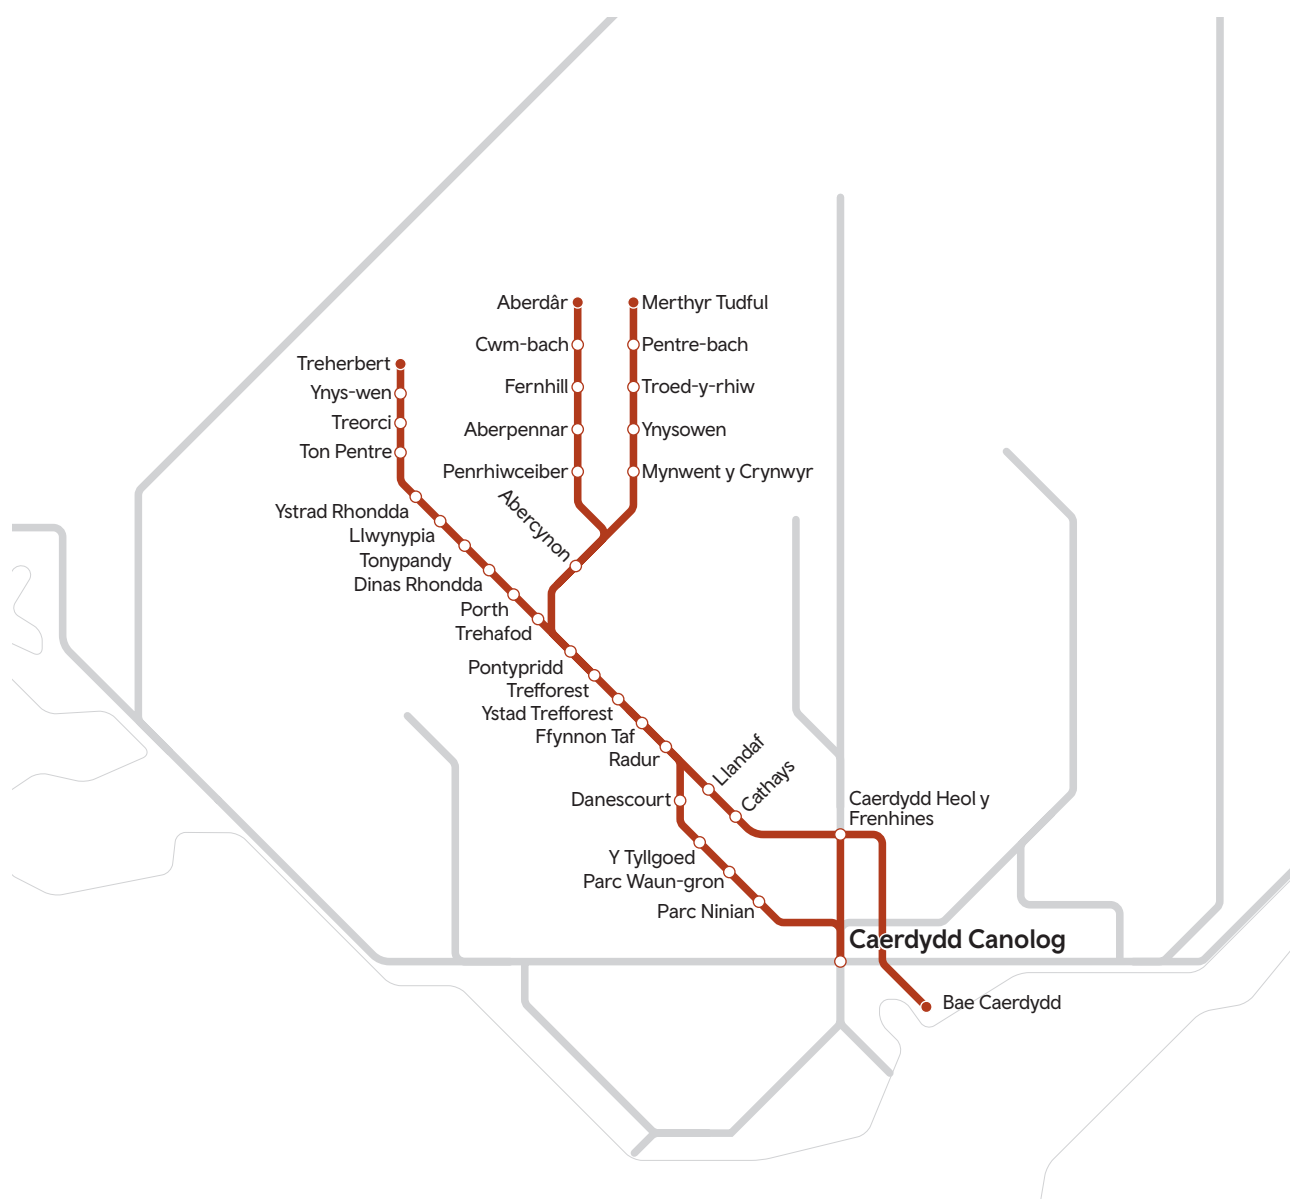 Aberdâr
Merthyr Tudful
Cwm-bach
Pentre-bach
Treherbert
Fernhill
Troed-y-rhiw
Ynys-wen
Treorci
Aberpennar
Ynysowen
Ton Pentre
Penrhiwceiber
Mynwent y Crynwyr
Abercynon
Ystrad Rhondda
Llwynypia
Tonypandy
Dinas Rhondda
Porth
Trehafod
Pontypridd
Trefforest
Ystad Trefforest
Ffynnon Taf
Radur
Llandaf
Cathays
Danescourt
Caerdydd Heol y
Frenhines
Y Tyllgoed
Parc Waun-gron
Parc Ninian
Caerdydd Canolog
Bae Caerdydd